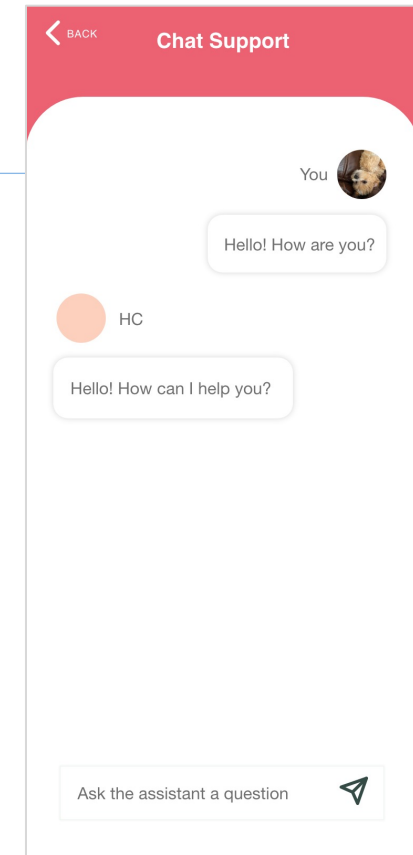 BACK
Chat Support
You
Hello! How are you?
HC
Hello! How can I help you?
Ask the assistant a question